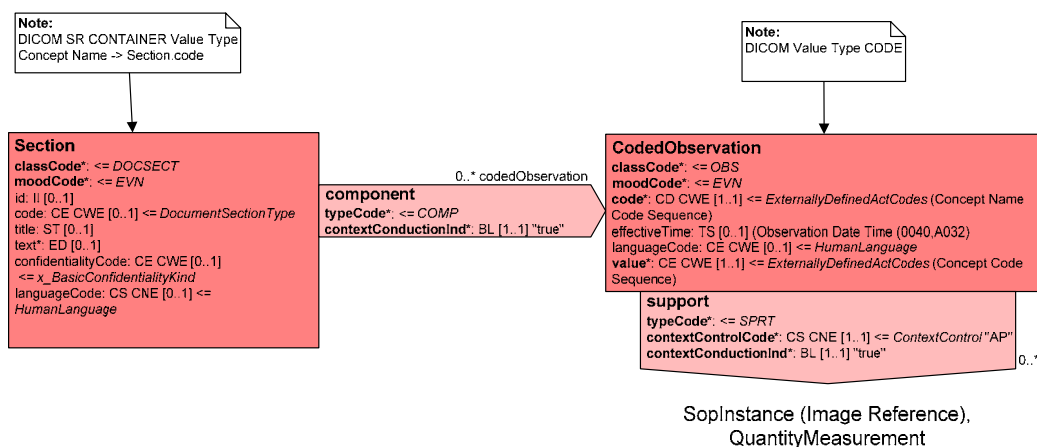 Note:
DICOM SR CONTAINER Value Type
Concept Name -> Section.code
Note:
DICOM Value Type CODE
Section
classCode*: <= DOCSECT
moodCode*: <= EVN
id: II [0..1]
code: CE CWE [0..1] <= DocumentSectionType
title: ST [0..1]
text*: ED [0..1]
confidentialityCode: CE CWE [0..1]
<= x_BasicConfidentialityKind
languageCode: CS CNE [0..1] <=
HumanLanguage
0..* codedObservation
component
typeCode*: <= COMP
contextConductionInd*: BL [1..1] "true"
CodedObservation
classCode*: <= OBS
moodCode*: <= EVN
code*: CD CWE [1..1] <= ExternallyDefinedActCodes (Concept Name
Code Sequence)
effectiveTime: TS [0..1] (Observation Date Time (0040,A032)
languageCode: CE CWE [0..1] <= HumanLanguage
value*: CE CWE [1..1] <= ExternallyDefinedActCodes (Concept Code
Sequence)
support
typeCode*: <= SPRT
contextControlCode*: CS CNE [1..1] <= ContextControl "AP"
contextConductionInd*: BL [1..1] "true"
0..*
SopInstance (Image Reference),
QuantityMeasurement